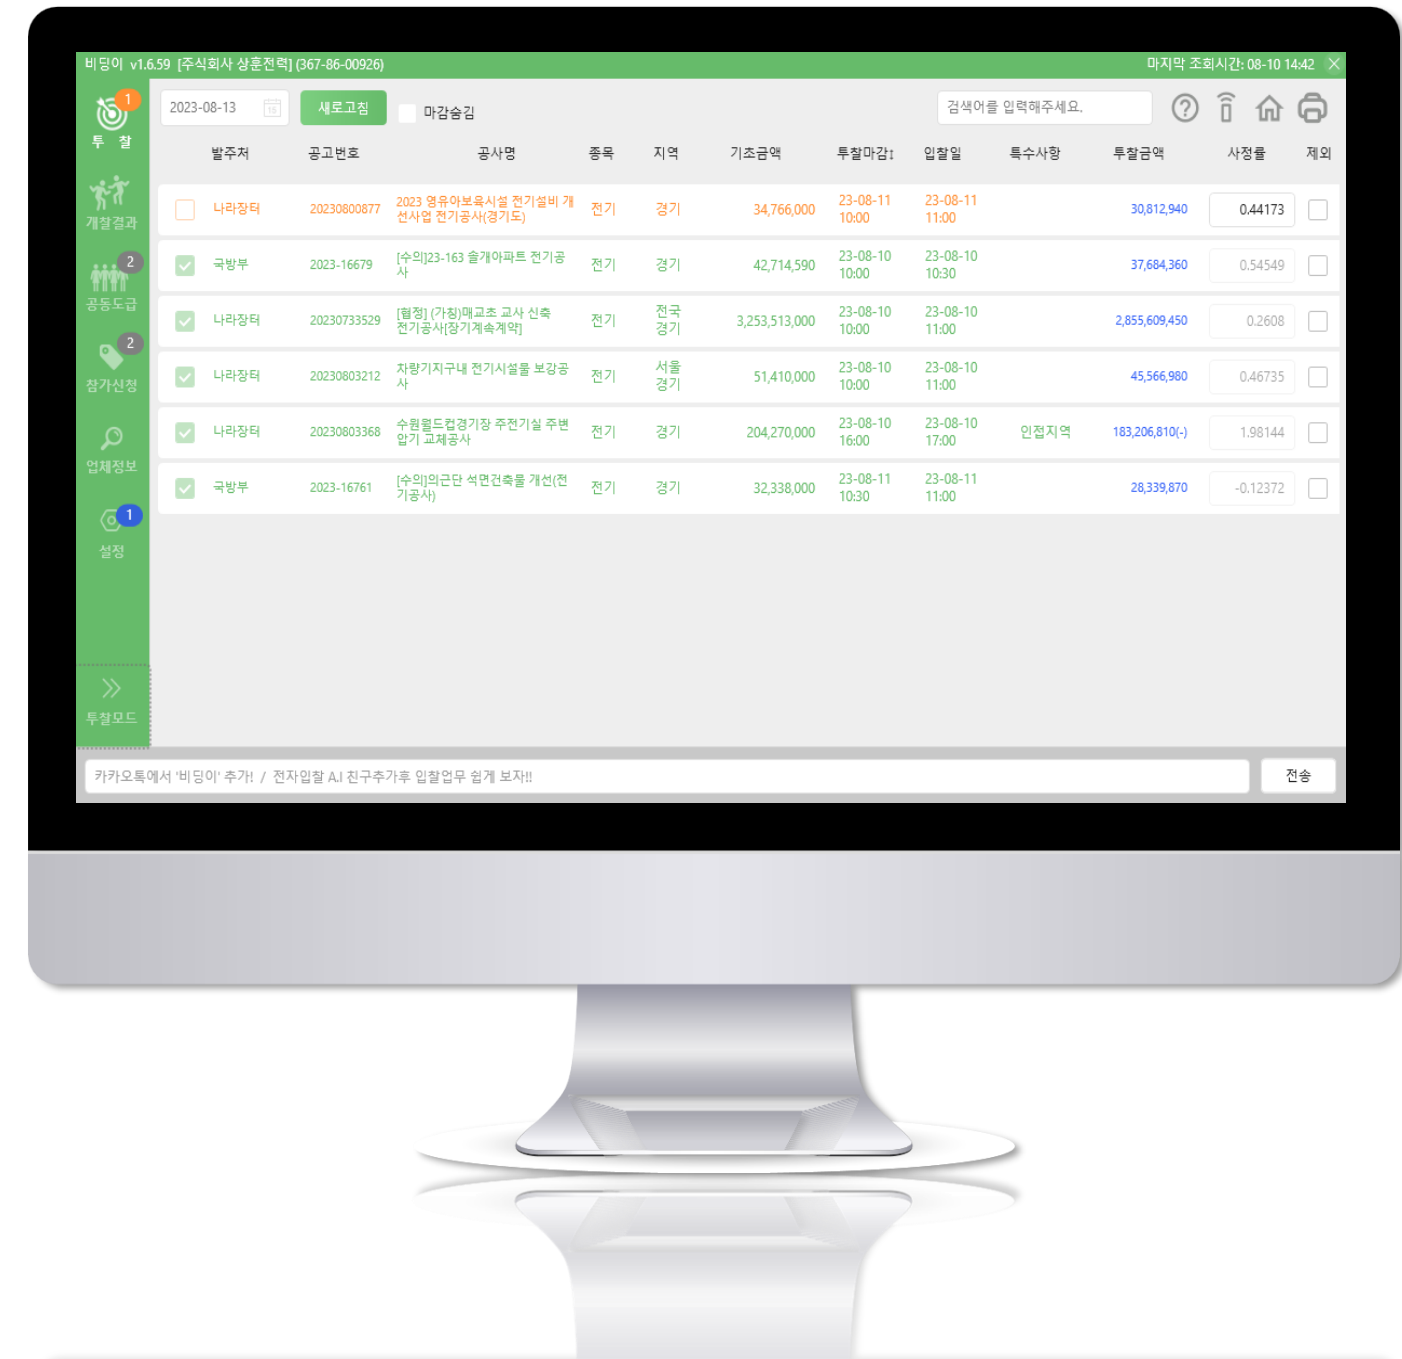 비딩이 v1.6.59 [주식회사 상훈전력] (367-86-00926)
마지막 조회시간: 08-10 14:42
1
투 찰
2023-08-13
15
새로고침
마감숨김
검색어를 입력해주세요.
발주처 공고번호 공사명 종목 지역 기초금액 투찰마감↕ 입찰일 특수사항 투찰금액 사정률 제외
나라장터 20230800877 2023 영유아보육시설 전기설비 개 전기 경기 34,766,000 23-08-11 23-08-11 30,812,940 0.44173
선사업 전기공사(경기도) 10:00 11:00
국방부 2023-16679 [수의]23-163 솔개아파트 전기공 전기 경기 42,714,590 23-08-10 23-08-10 37,684,360 0.54549
사 10:00 10:30
나라장터 20230733529 [협정] (가칭)매교초 교사 신축 전기 전국 3,253,513,000 23-08-10 23-08-10 2,855,609,450 0.2608
전기공사[장기계속계약] 경기 10:00 11:00
나라장터 20230803212 차량기지구내 전기시설물 보강공 전기 서울 51,410,000 23-08-10 23-08-10 45,566,980 0.46735
사 경기 10:00 11:00
나라장터 20230803368 수원월드컵경기장 주전기실 주변 전기 경기 204,270,000 23-08-10 23-08-10 인접지역 183,206,810(-) 1.98144
압기 교체공사 16:00 17:00
국방부 2023-16761 [수의]의근단 석면건축물 개선(전 전기 경기 32,338,000 23-08-11 23-08-11 28,339,870 -0.12372
기공사) 10:30 11:00
개찰결과
2
공동도급
2
참가신청
업체정보
1
설정
투찰모드
카카오톡에서 '비딩이' 추가! / 전자입찰 A.I 친구추가후 입찰업무 쉽게 보자!!
전송